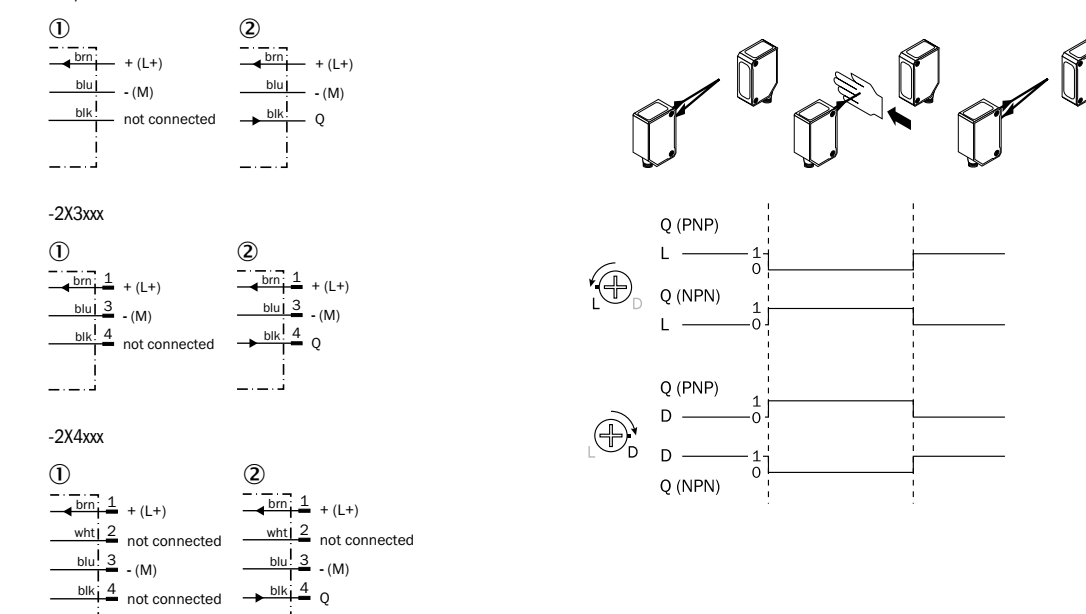 ① ②
brn + (L+) brn + (L+)
blu - (M) blu - (M)
blk not connected blk Q
-2X3xxx
① ②
brn 1 + (L+) brn 1 + (L+)
blu 3 - (M) blu 3 - (M)
blk 4 not connected blk 4 Q
-2X4xxx
① ②
brn 1 + (L+) brn 1 + (L+)
wht 2 not connected wht 2 not connected
blu 3 - (M) blu 3 - (M)
blk 4 not connected blk 4 Q
Q (PNP)
L 1
0
L D
Q (NPN)
1
L 0
Q (PNP)
1
D 0
L D
D 1
0
Q (NPN)